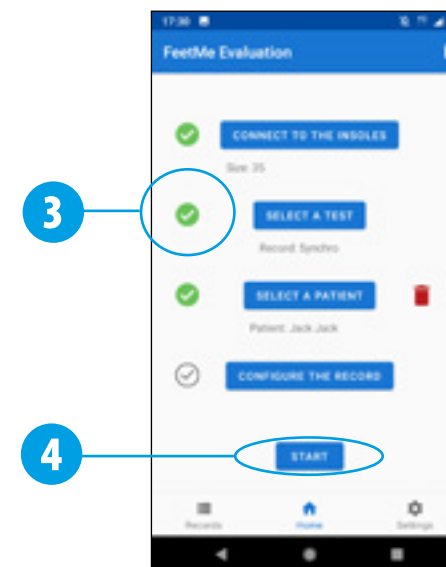 17:30
FeetMe Evaluation
CONNECT TO THE INSOLES
Size: 35
3
SELECT A TEST
Record: Synchro
SELECT A PATIENT
Patient: Jack Jack
CONFIGURE THE RECORD
4
START
Records Home Settings